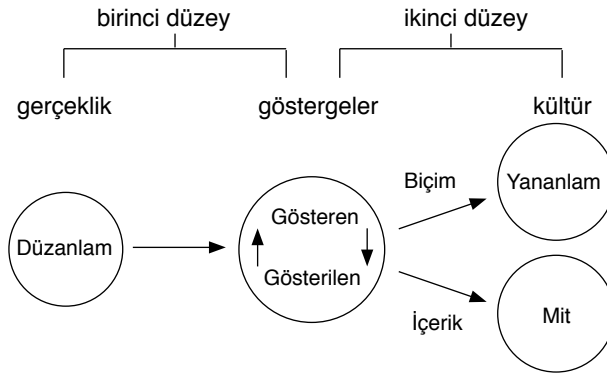 birinci düzey ikinci düzey
gerçeklik göstergeler kültür
Biçim Yananlam
Gösteren
Düzanlam
Gösterilen
İçerik Mit